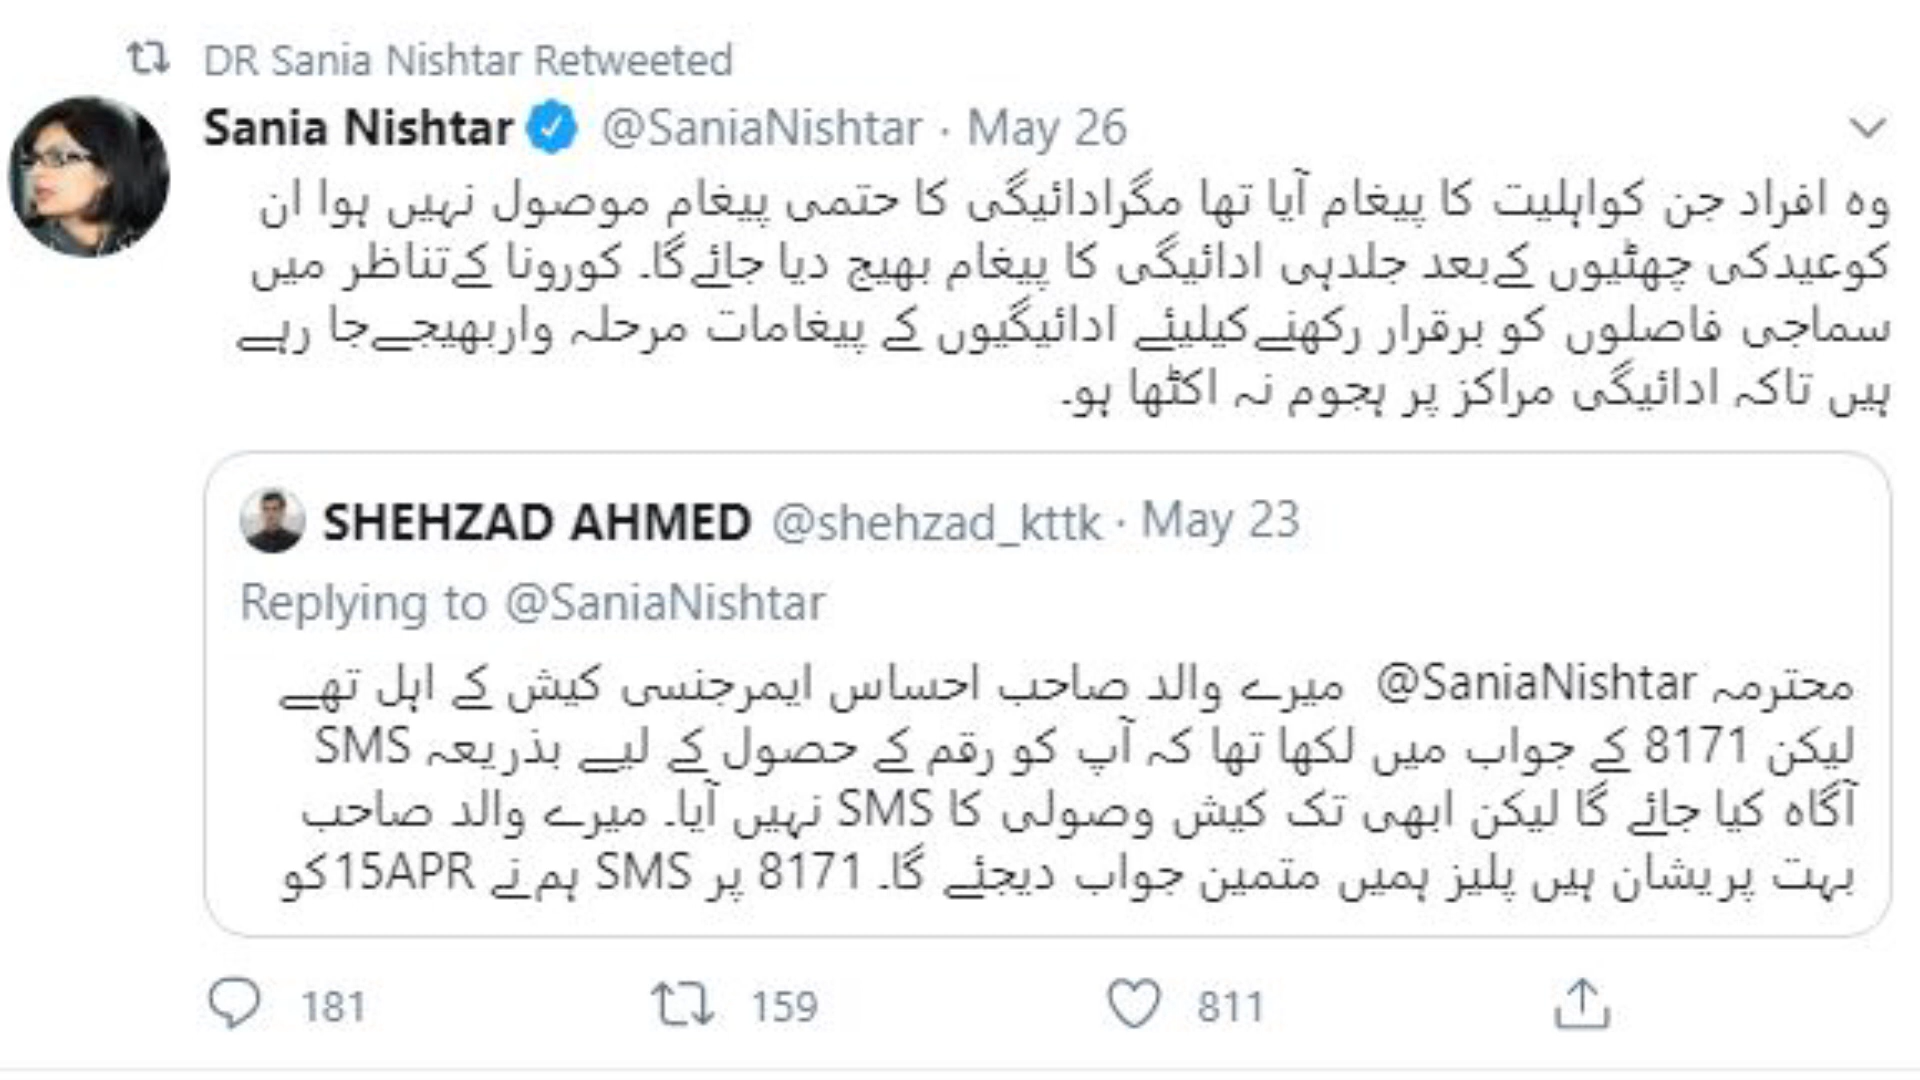 DR Sania Nishtar Retweeted
Sania Nishtar @SaniaNishtar · May 26
وہ افراد جن کواہلیت کا پیغام آیا تھا مگرادائیگی کا حتمی پیغام موصول نہیں ہوا ان
کوعیدکی چھٹیوں کےبعد جلدہی ادائیگی کا پیغام بھیج دیا جائےگا۔ کورونا کےتناظر میں
سماجی فاصلوں کو برقرار رکھنےکیلیئے ادائیگیوں کے پیغامات مرحلہ واربھیجےجا رہے
ہیں تاکہ ادائیگی مراکز پر ہجوم نہ اکٹھا ہو۔
SHEHZAD AHMED @shehzad_kttk · May 23
Replying to @SaniaNishtar
محترمہ @SaniaNishtar میرے والد صاحب احساس ایمرجنسی کیش کے اہل تھے
لیکن 8171 کے جواب میں لکھا تھا کہ آپ کو رقم کے حصول کے لیے بذریعہ SMS
آگاہ کیا جائے گا لیکن ابھی تک کیش وصولی کا SMS نہیں آیا۔ میرے والد صاحب
بہت پریشان ہیں پلیز ہمیں متمین جواب دیجئے گا۔ 8171 پر SMS ہم نے 15APRکو
181 159 811